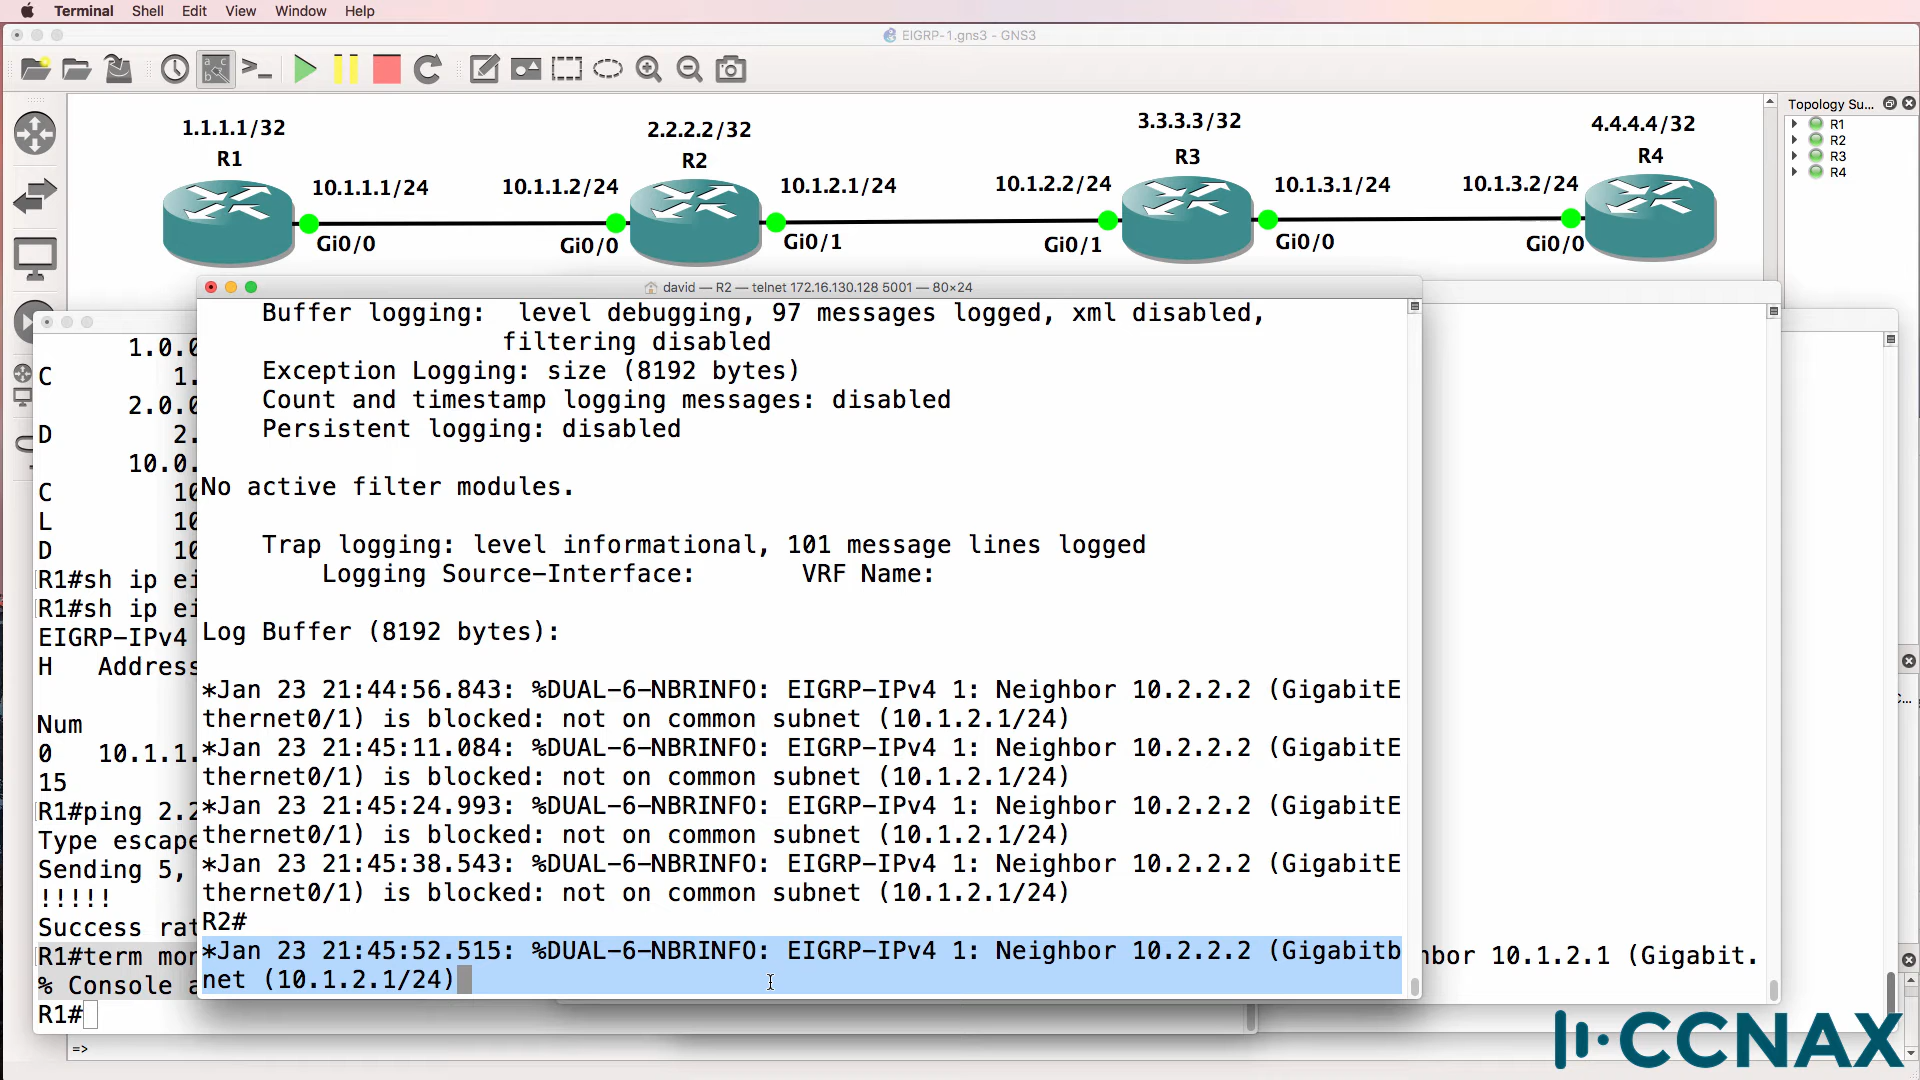 Terminal Shell Edit View Window Help
EIGRP-1.gns3 - GNS3
Topology Su...
R1
R2
R3
R4
1.1.1.1/32
R1
10.1.1.1/24
Gi0/0
10.1.1.2/24
Gi0/0
2.2.2.2/32
R2
10.1.2.1/24
Gi0/1
10.1.2.2/24
Gi0/1
3.3.3.3/32
R3
10.1.3.1/24
Gi0/0
10.1.3.2/24
Gi0/0
4.4.4.4/32
R4
david — R2 — telnet 172.16.130.128 5001 — 80×24
Buffer logging:  level debugging, 97 messages logged, xml disabled,
filtering disabled
Exception Logging: size (8192 bytes)
Count and timestamp logging messages: disabled
Persistent logging: disabled
No active filter modules.
Trap logging: level informational, 101 message lines logged
Logging Source-Interface:       VRF Name:
Log Buffer (8192 bytes):
*Jan 23 21:44:56.843: %DUAL-6-NBRINFO: EIGRP-IPv4 1: Neighbor 10.2.2.2 (GigabitE
thernet0/1) is blocked: not on common subnet (10.1.2.1/24)
*Jan 23 21:45:11.084: %DUAL-6-NBRINFO: EIGRP-IPv4 1: Neighbor 10.2.2.2 (GigabitE
thernet0/1) is blocked: not on common subnet (10.1.2.1/24)
*Jan 23 21:45:24.993: %DUAL-6-NBRINFO: EIGRP-IPv4 1: Neighbor 10.2.2.2 (GigabitE
thernet0/1) is blocked: not on common subnet (10.1.2.1/24)
*Jan 23 21:45:38.543: %DUAL-6-NBRINFO: EIGRP-IPv4 1: Neighbor 10.2.2.2 (GigabitE
thernet0/1) is blocked: not on common subnet (10.1.2.1/24)
R2#
*Jan 23 21:45:52.515: %DUAL-6-NBRINFO: EIGRP-IPv4 1: Neighbor 10.2.2.2 (Gigabitb
net (10.1.2.1/24)
1.0.0
C 1.
2.0.0
D 2.
10.0.
C 10
L 10
D 10
R1#sh ip ei
R1#sh ip ei
EIGRP-IPv4
H   Address
Num
0   10.1.1.
15
R1#ping 2.2
Type escape
Sending 5,
!!!!!
Success rat
R1#term mon
% Console a
R1#
hbor 10.1.2.1 (Gigabit.
=>
CCNAX